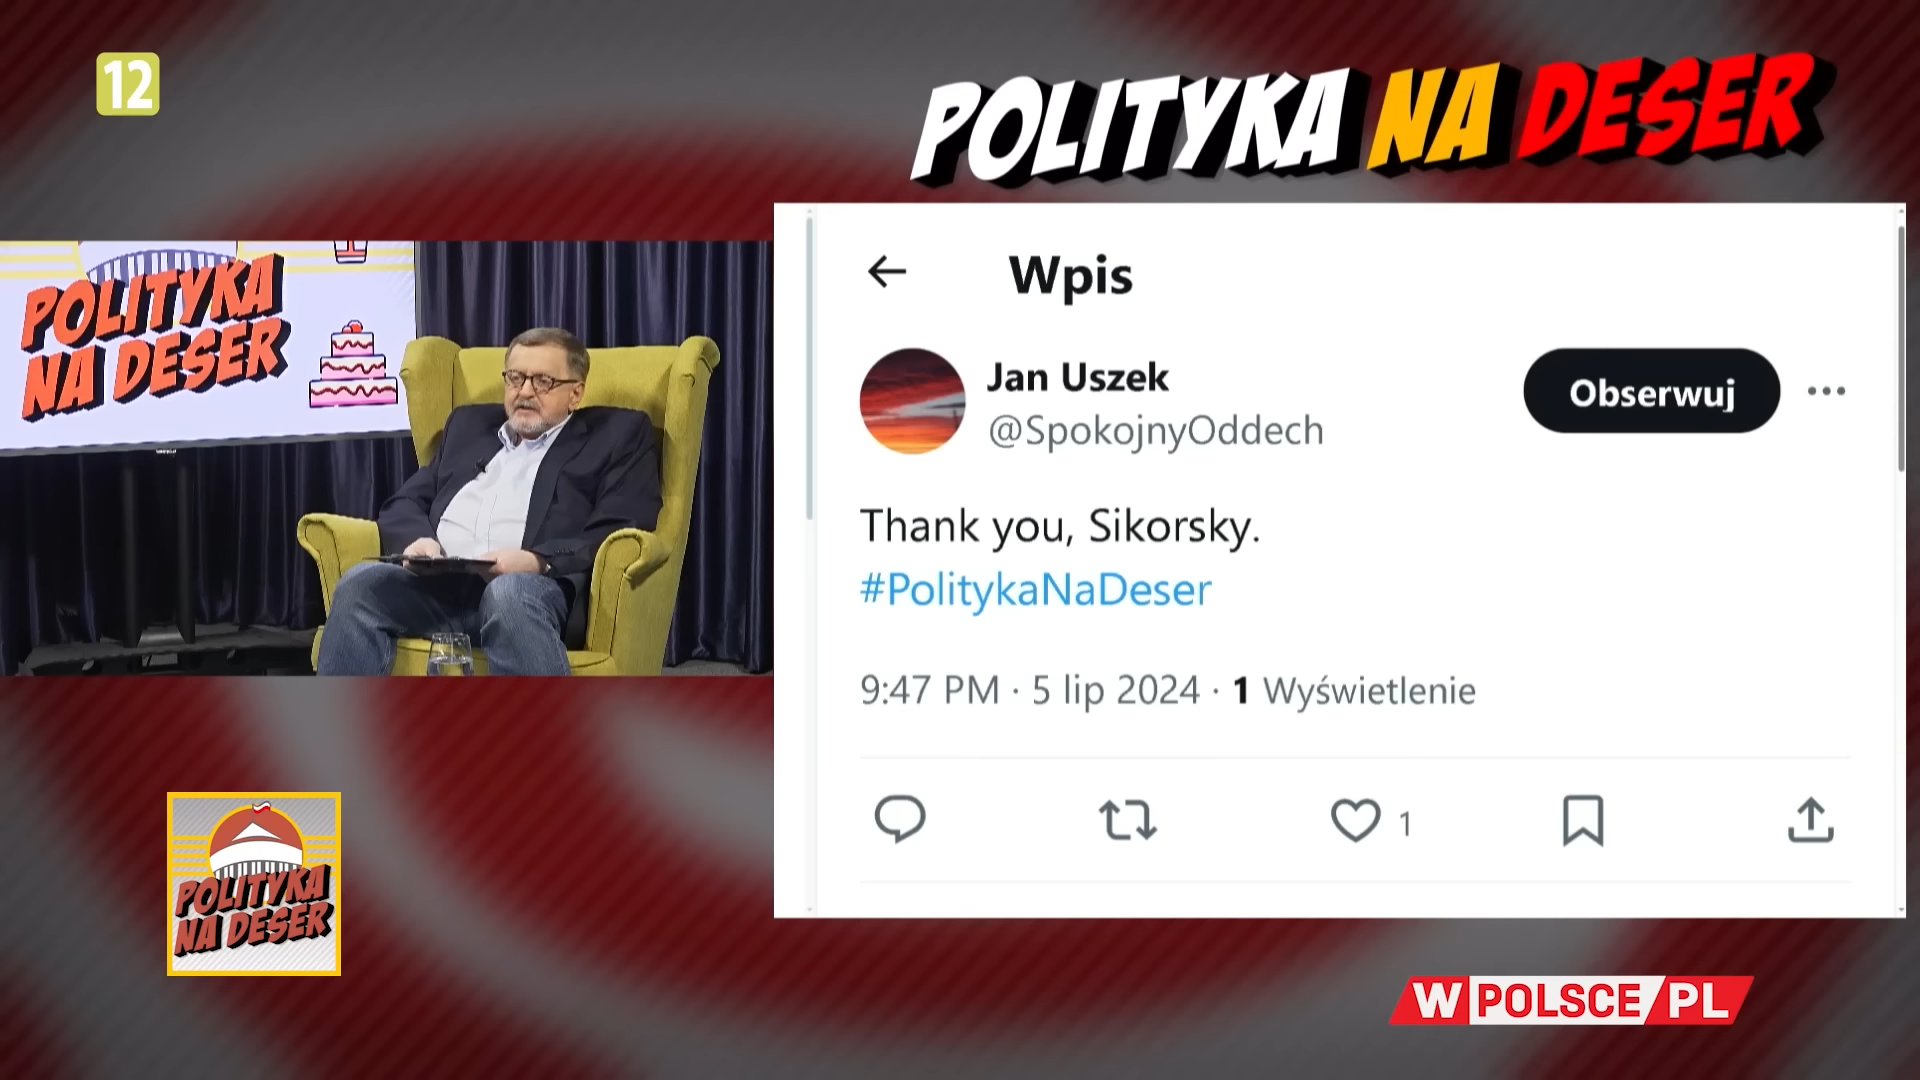 12
POLITYKA NA DESER
POLITYKA
NA DESER
Wpis
Jan Uszek
@SpokojnyOddech
Obserwuj
Thank you, Sikorsky.
#PolitykaNaDeser
9:47 PM · 5 lip 2024 · 1 Wyświetlenie
1
POLITYKA
NA DESER
W POLSCE/PL